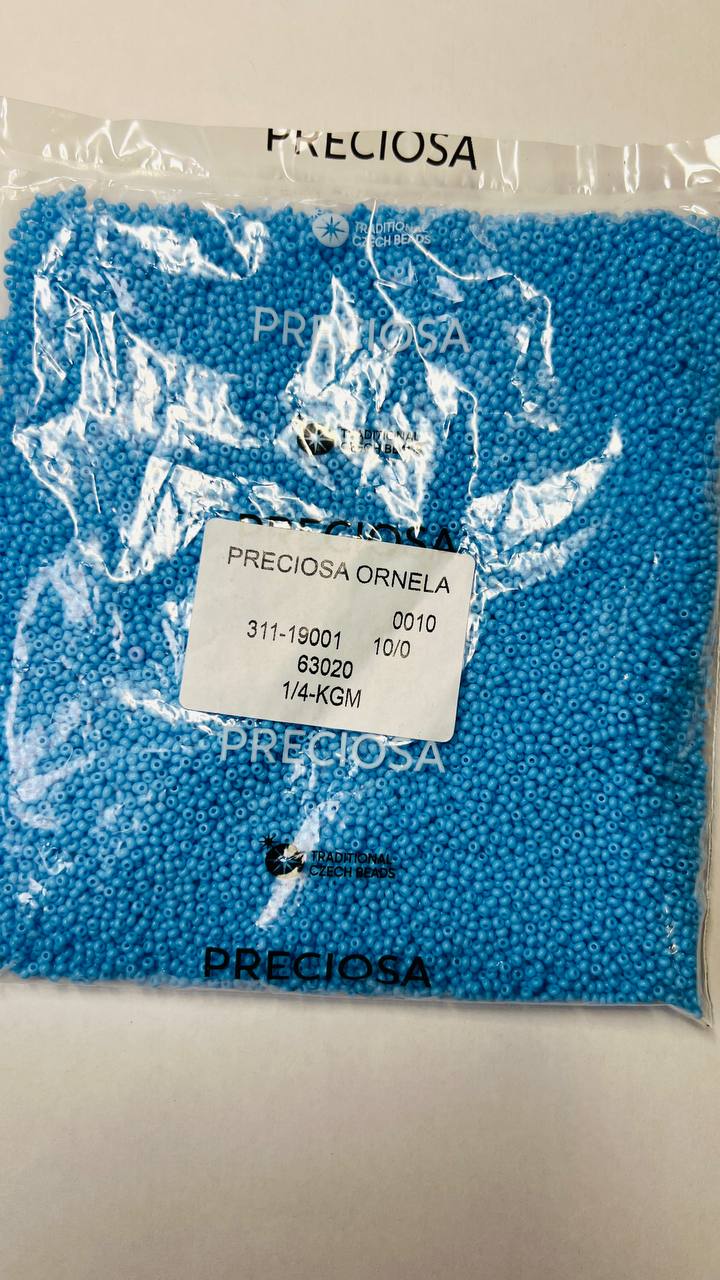 PRECIOSA
TRADITIONAL
CZECH BEADS
PRECIOSA
TRADITIONAL
CZECH BEADS
PRECIOSA
PRECIOSA ORNELA
0010
311-19001 10/0
63020
1/4-KGM
PRECIOSA
TRADITIONAL
CZECH BEADS
PRECIOSA